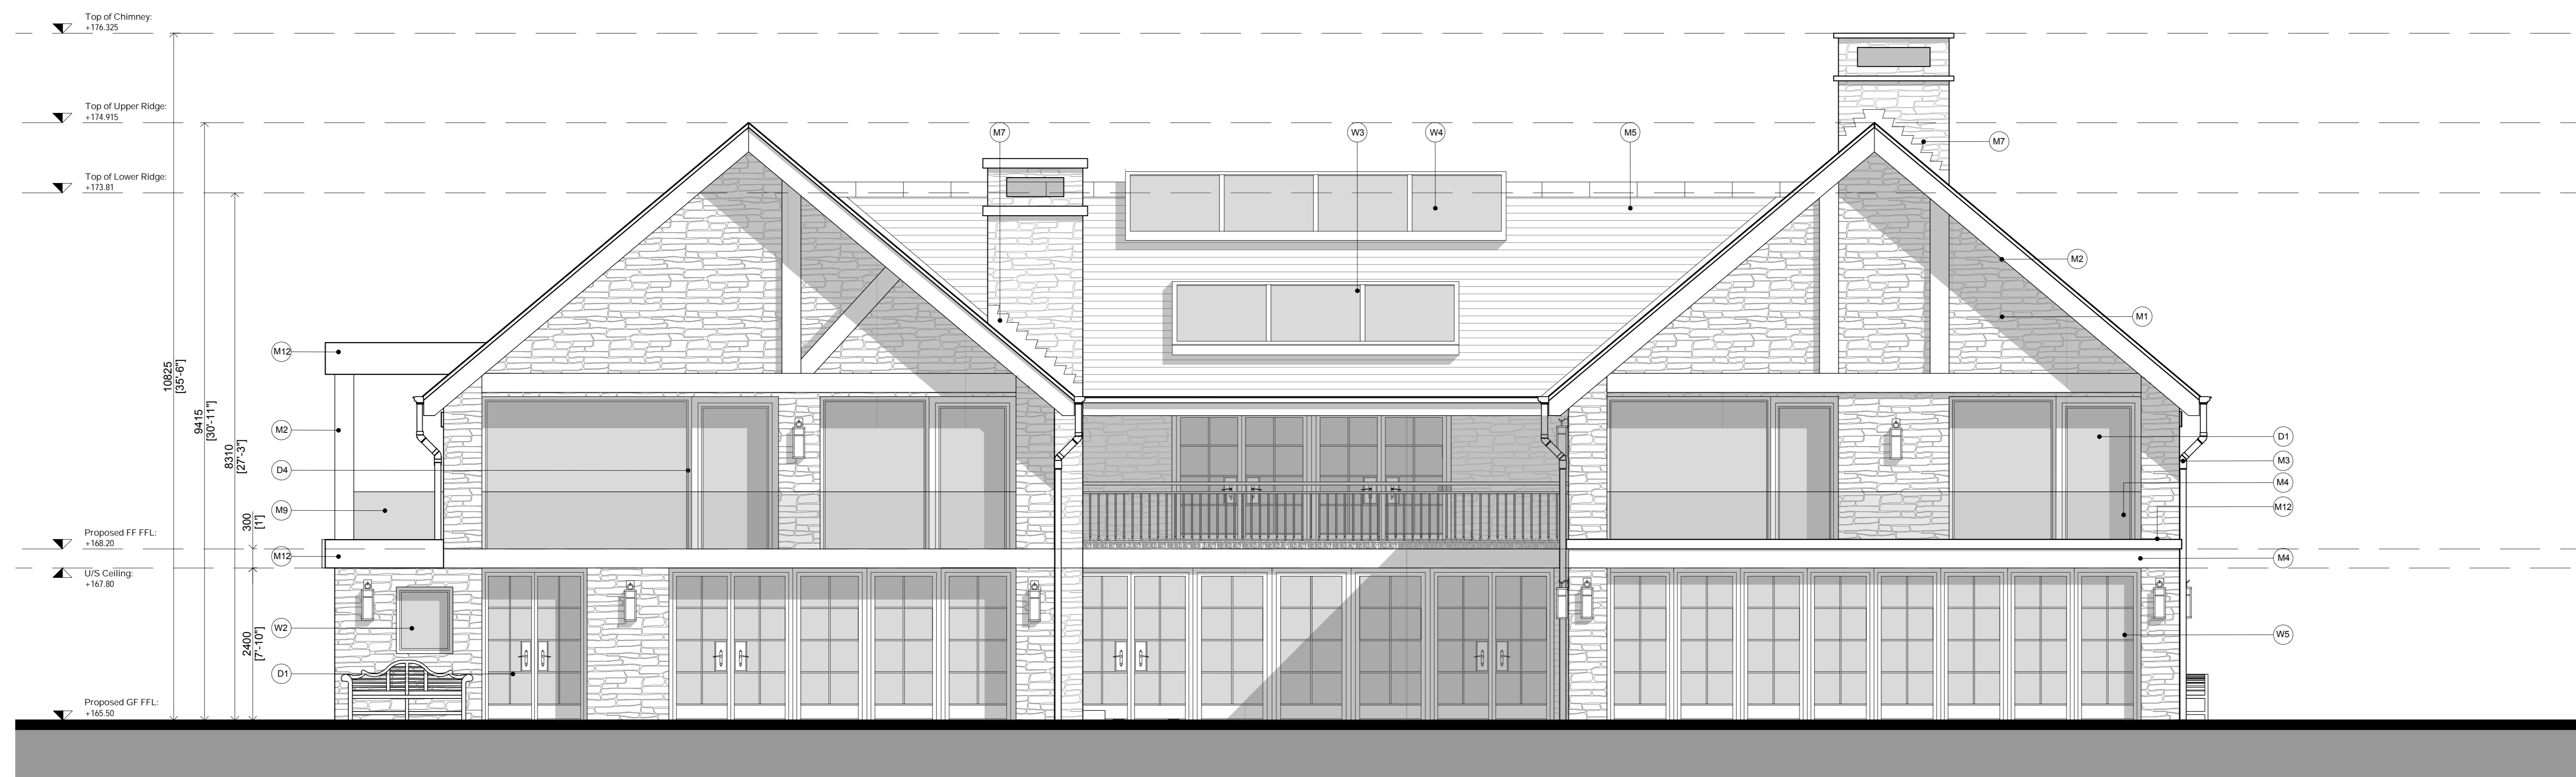 Top of Chimney:
+176.325
Top of Upper Ridge:
+174.915
Top of Lower Ridge:
+173.81
Proposed FF FFL:
+168.20
U/S Ceiling:
+167.80
Proposed GF FFL:
+165.50
10825
[35'-6"]
9415
[30'-11"]
8310
[27'-3"]
300
[1']
2400
[7'-10"]
M12
M2
D4
M9
M12
W2
D1
M7
W3
W4
M5
M7
M2
M1
D1
M3
M4
M12
M4
W5